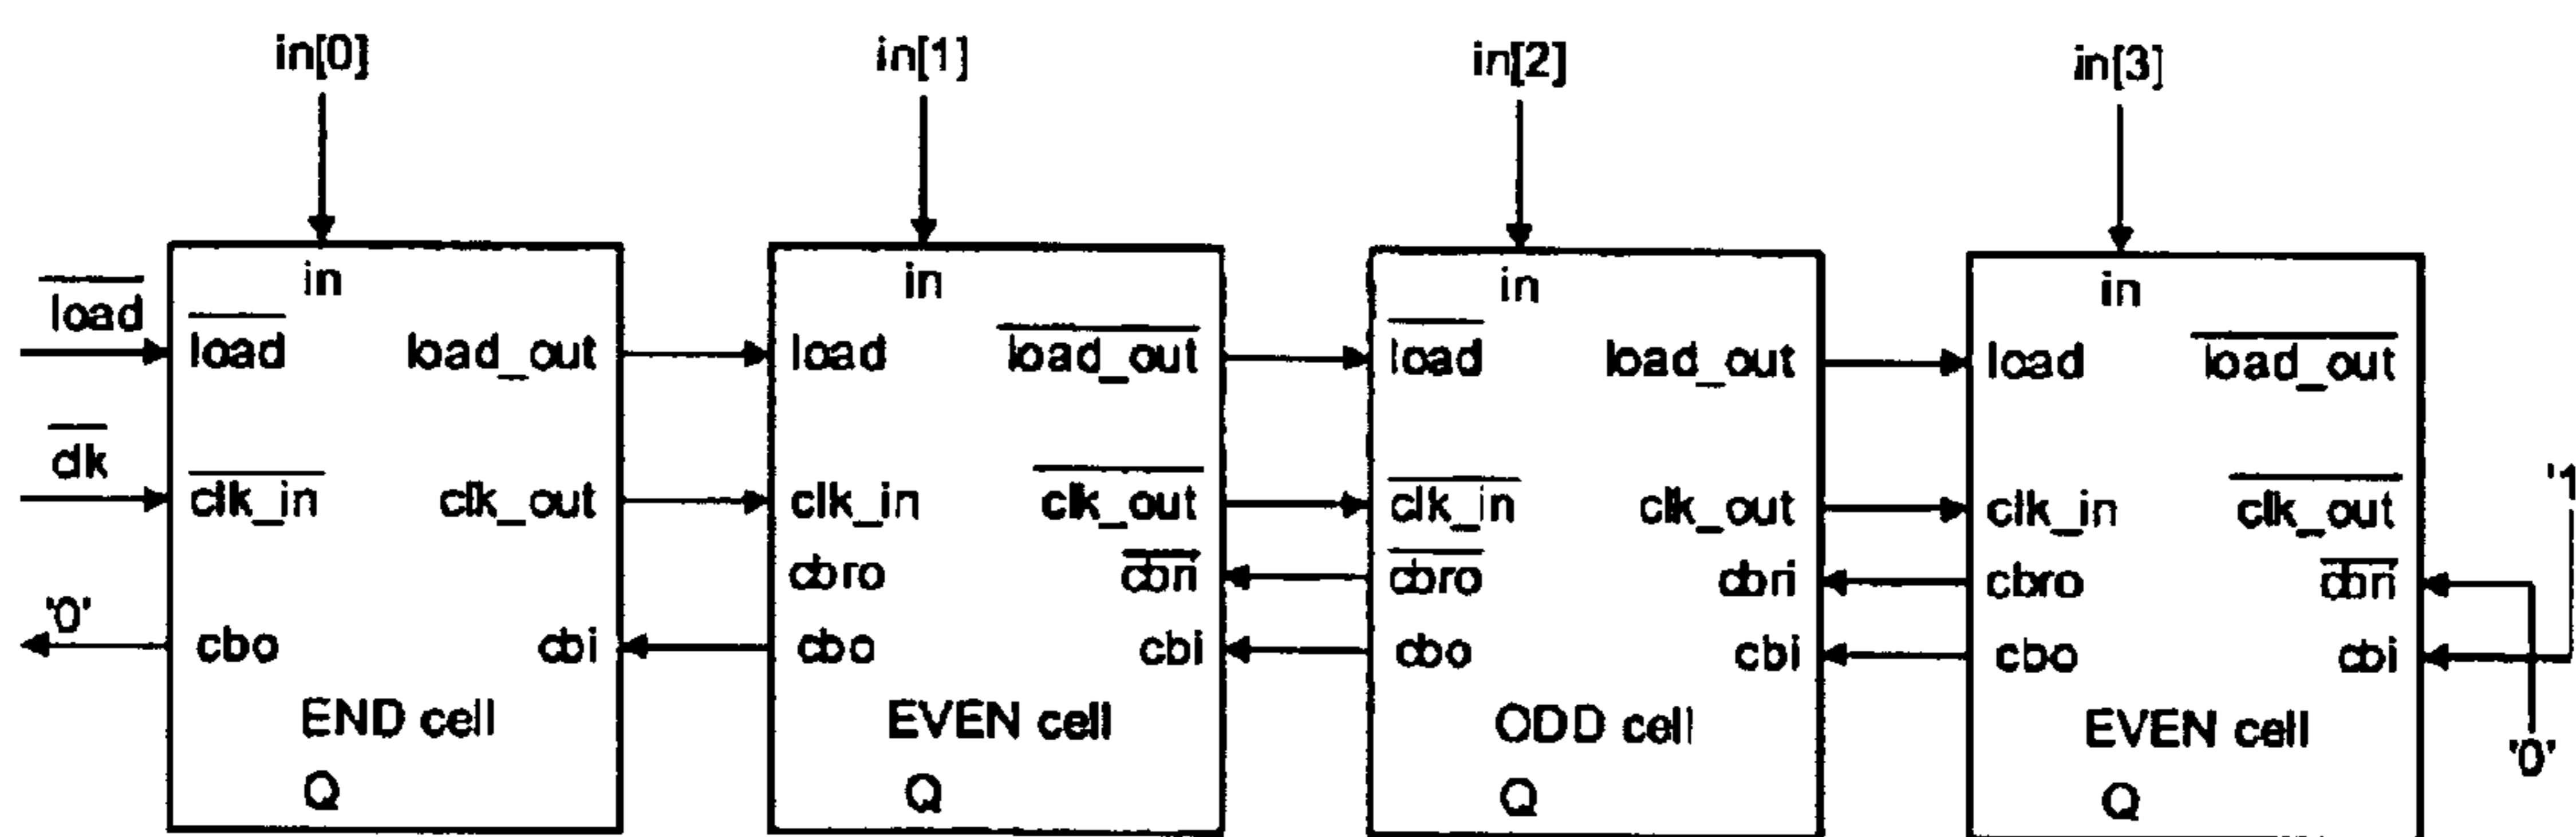 in[0] in[1] in[2] in[3]
in in in in
load
load load_out load load_out load load_out load load_out
clk
clk_in clk_out clk_in clk_out clk_in clk_out clk_in clk_out
'1
cbro cbri cbro cbri cbro cbri
'0'
cbo cbi cbo cbi cbo cbi cbo cbi
END cell EVEN cell ODD cell EVEN cell
'0'
Q Q Q Q